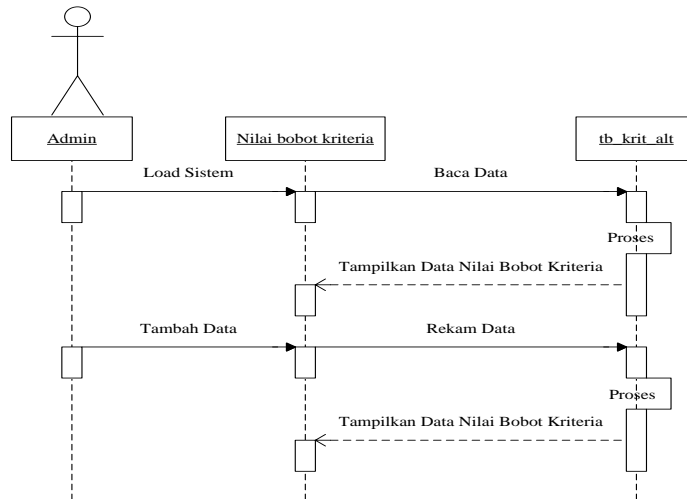 Admin
Nilai bobot kriteria
tb_krit_alt
Load Sistem
Baca Data
Proses
Tampilkan Data Nilai Bobot Kriteria
Tambah Data
Rekam Data
Proses
Tampilkan Data Nilai Bobot Kriteria